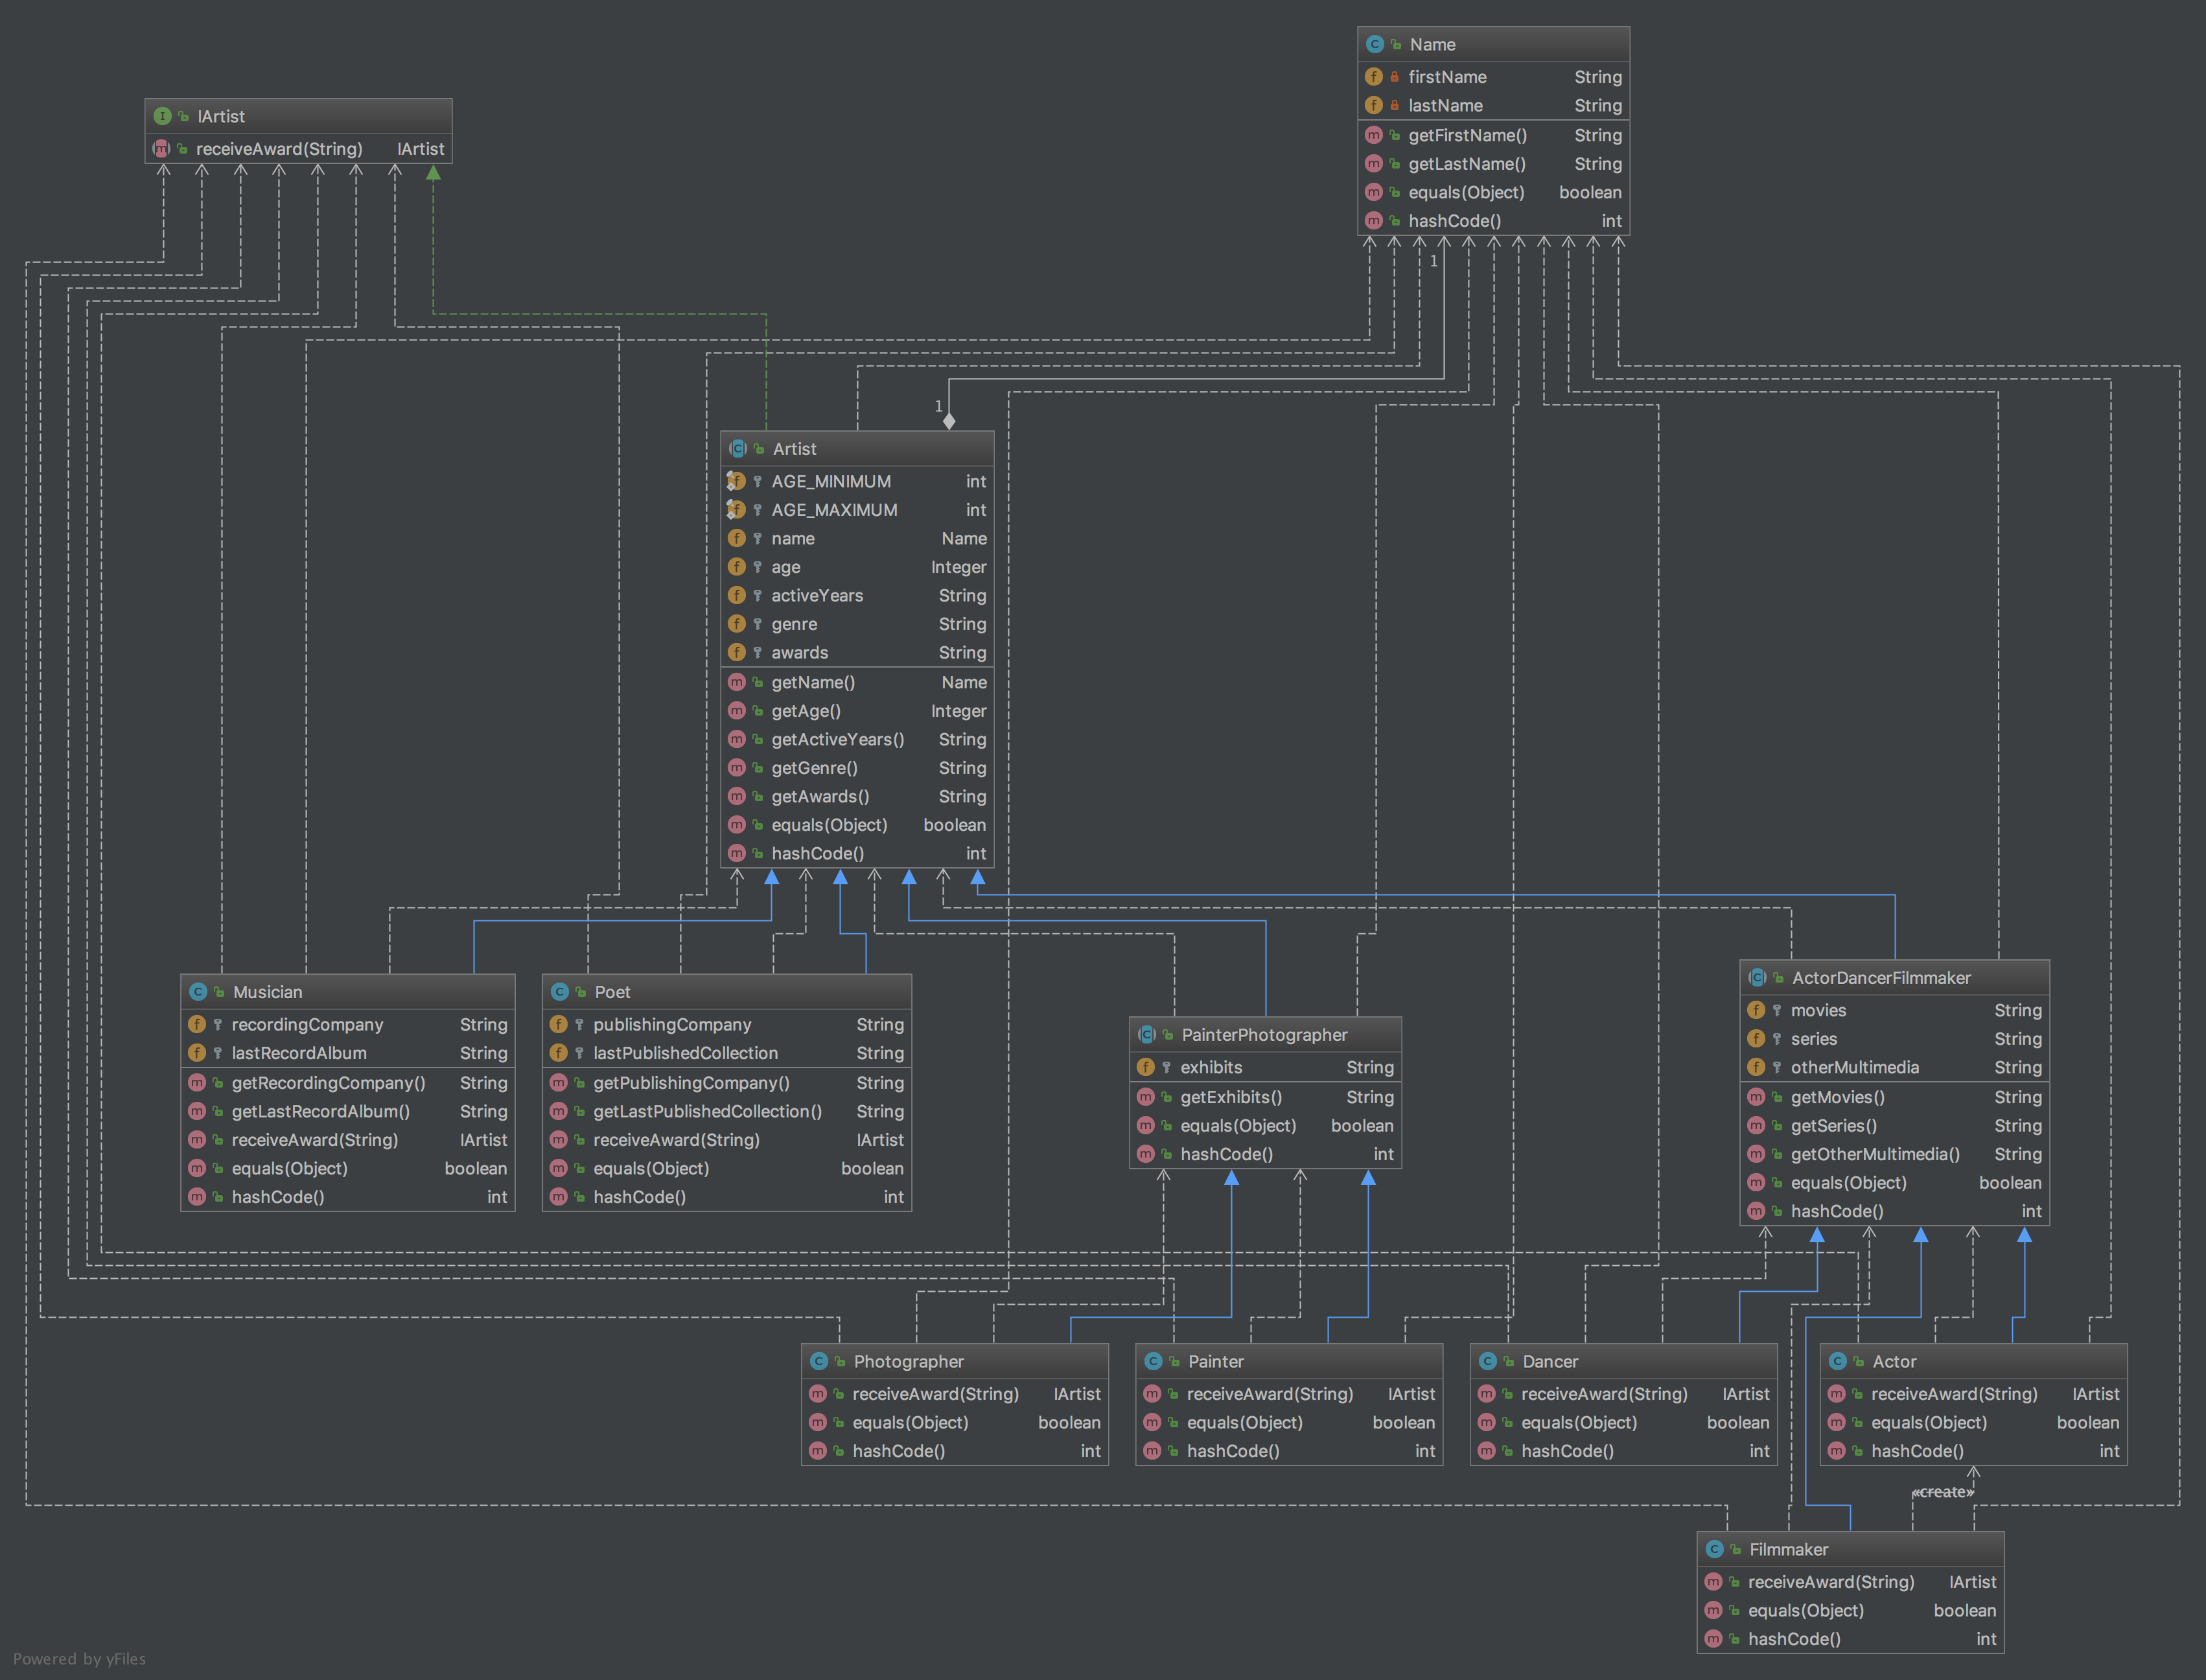 Name
firstName String
lastName String
getFirstName() String
getLastName() String
equals(Object) boolean
hashCode() int
1
IArtist
receiveAward(String) IArtist
1
Artist
AGE_MINIMUM int
AGE_MAXIMUM int
name Name
age Integer
activeYears String
genre String
awards String
getName() Name
getAge() Integer
getActiveYears() String
getGenre() String
getAwards() String
equals(Object) boolean
hashCode() int
Musician
recordingCompany String
lastRecordAlbum String
getRecordingCompany() String
getLastRecordAlbum() String
receiveAward(String) IArtist
equals(Object) boolean
hashCode() int
Poet
publishingCompany String
lastPublishedCollection String
getPublishingCompany() String
getLastPublishedCollection() String
receiveAward(String) IArtist
equals(Object) boolean
hashCode() int
PainterPhotographer
exhibits String
getExhibits() String
equals(Object) boolean
hashCode() int
ActorDancerFilmmaker
movies String
series String
otherMultimedia String
getMovies() String
getSeries() String
getOtherMultimedia() String
equals(Object) boolean
hashCode() int
Photographer
receiveAward(String) IArtist
equals(Object) boolean
hashCode() int
Painter
receiveAward(String) IArtist
equals(Object) boolean
hashCode() int
Dancer
receiveAward(String) IArtist
equals(Object) boolean
hashCode() int
Actor
receiveAward(String) IArtist
equals(Object) boolean
hashCode() int
«create»
Filmmaker
receiveAward(String) IArtist
equals(Object) boolean
hashCode() int
Powered by yFiles